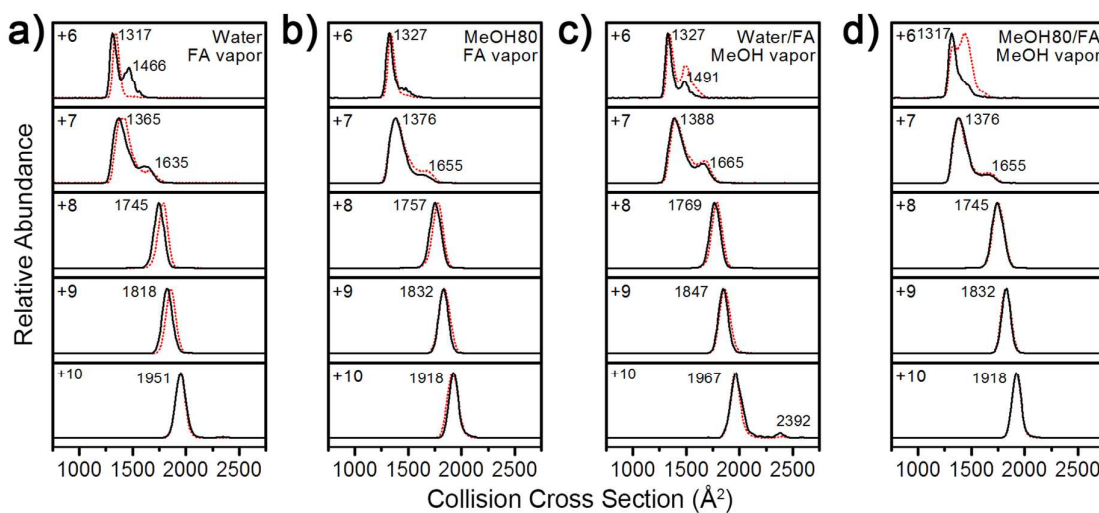 a)
+6
1317
Water
FA vapor
1466
+7
1365
1635
+8
1745
+9
1818
+10
1951
b)
+6
1327
MeOH80
FA vapor
+7
1376
1655
+8
1757
+9
1832
+10
1918
c)
+6
1327
Water/FA
MeOH vapor
1491
+7
1388
1665
+8
1769
+9
1847
+10
1967
2392
d)
+6
1317
MeOH80/FA
MeOH vapor
+7
1376
1655
+8
1745
+9
1832
+10
1918
Relative Abundance
1000 1500 2000 2500
1000 1500 2000 2500
1000 1500 2000 2500
1000 1500 2000 2500
Collision Cross Section (Å²)